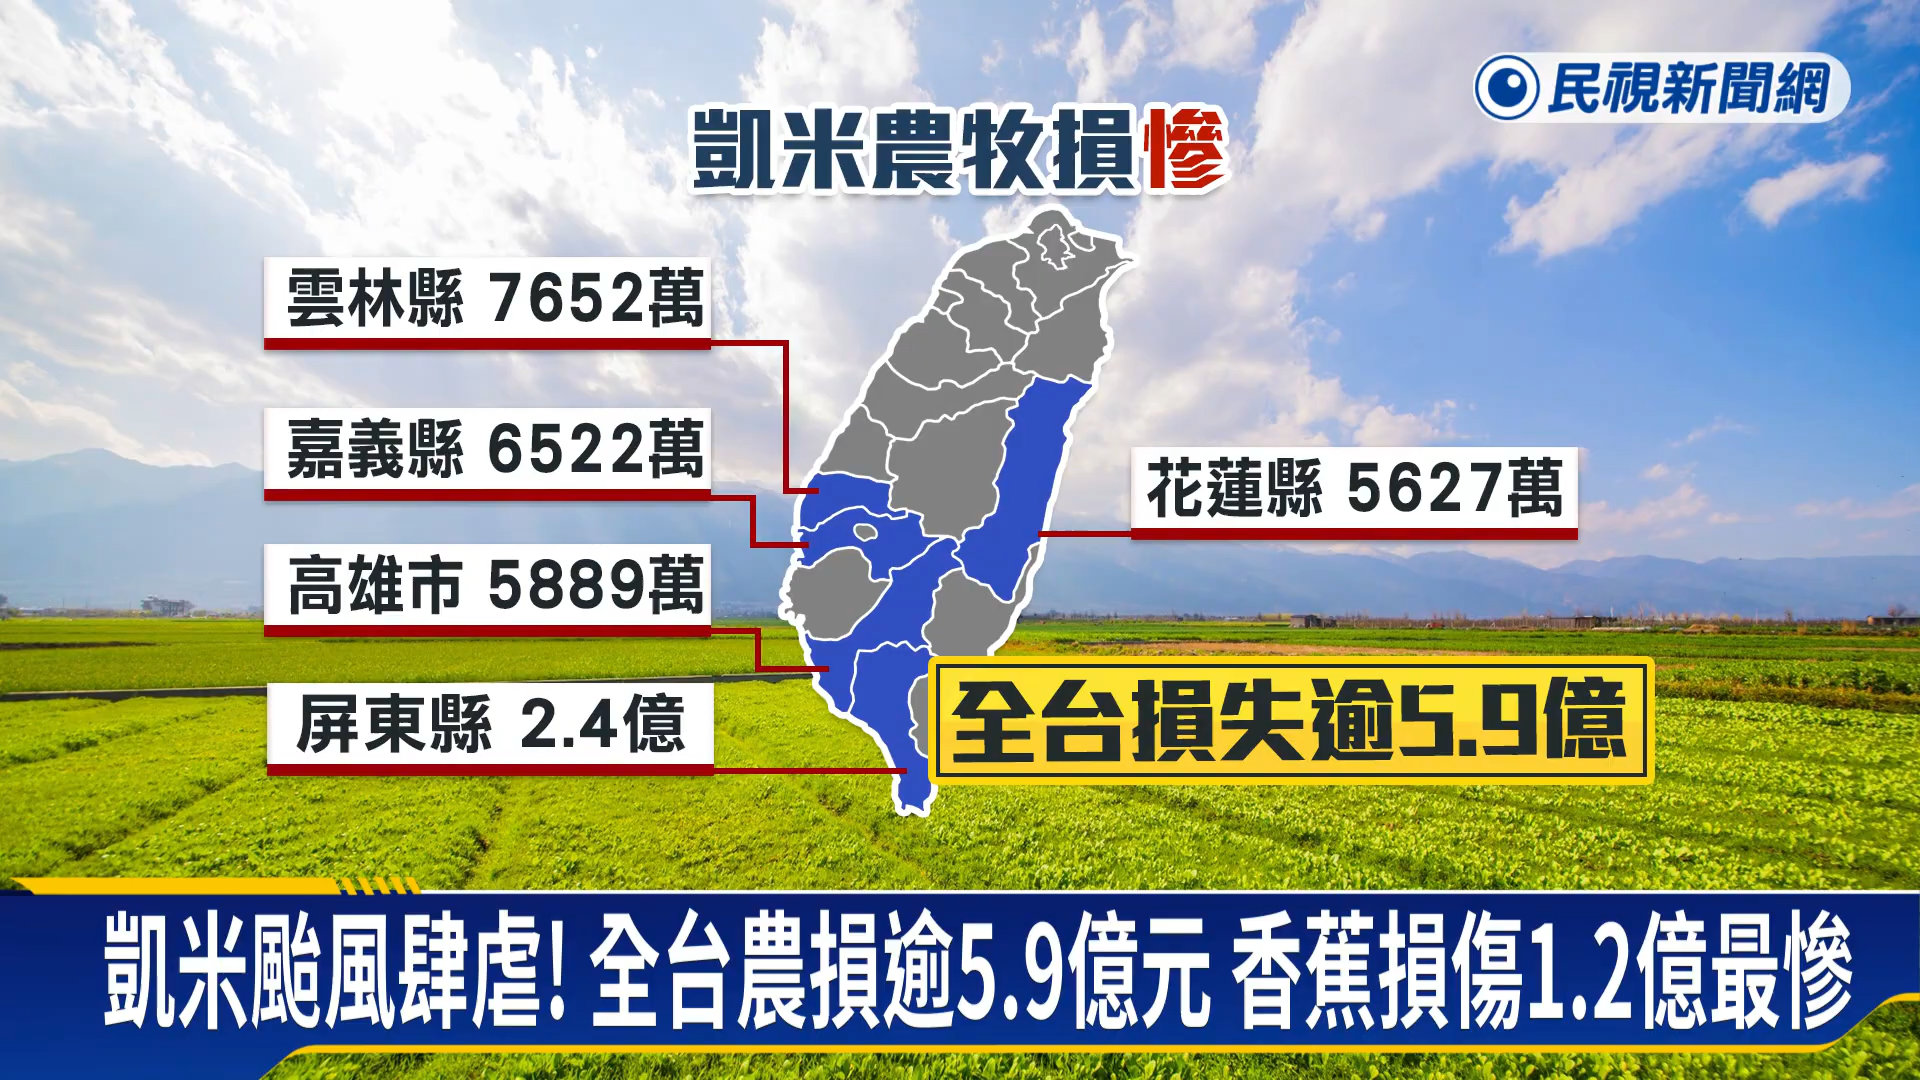 民視新聞網
凱米農牧損慘
雲林縣 7652萬
嘉義縣 6522萬
高雄市 5889萬
屏東縣 2.4億
花蓮縣 5627萬
全台損失逾5.9億
凱米颱風肆虐! 全台農損逾5.9億元 香蕉損傷1.2億最慘